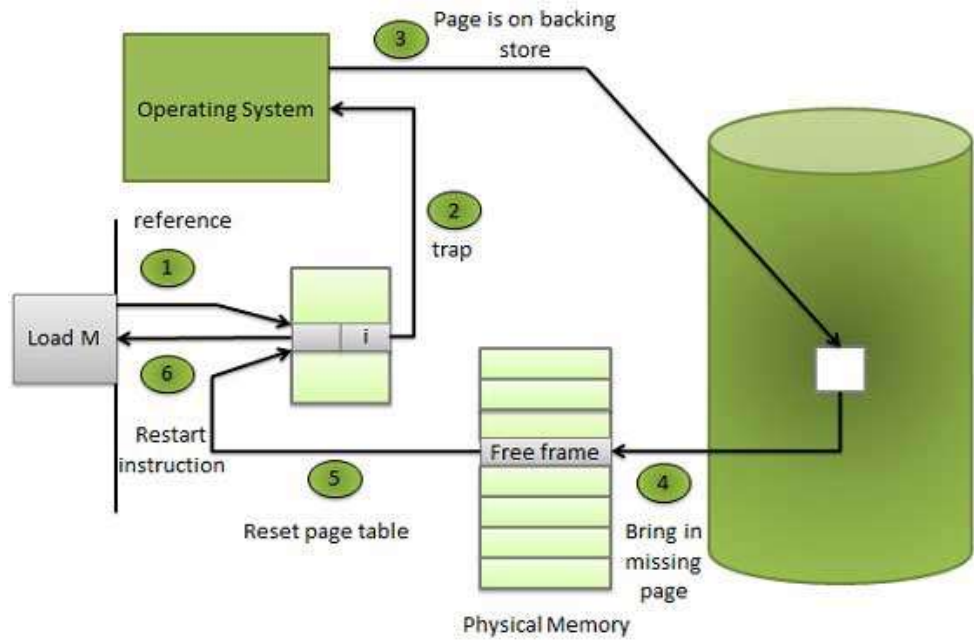 3
Page is on backing
store
Operating System
2
trap
reference
1
Load M
i
6
Restart
instruction
Free frame
5
Reset page table
4
Bring in
missing
page
Physical Memory